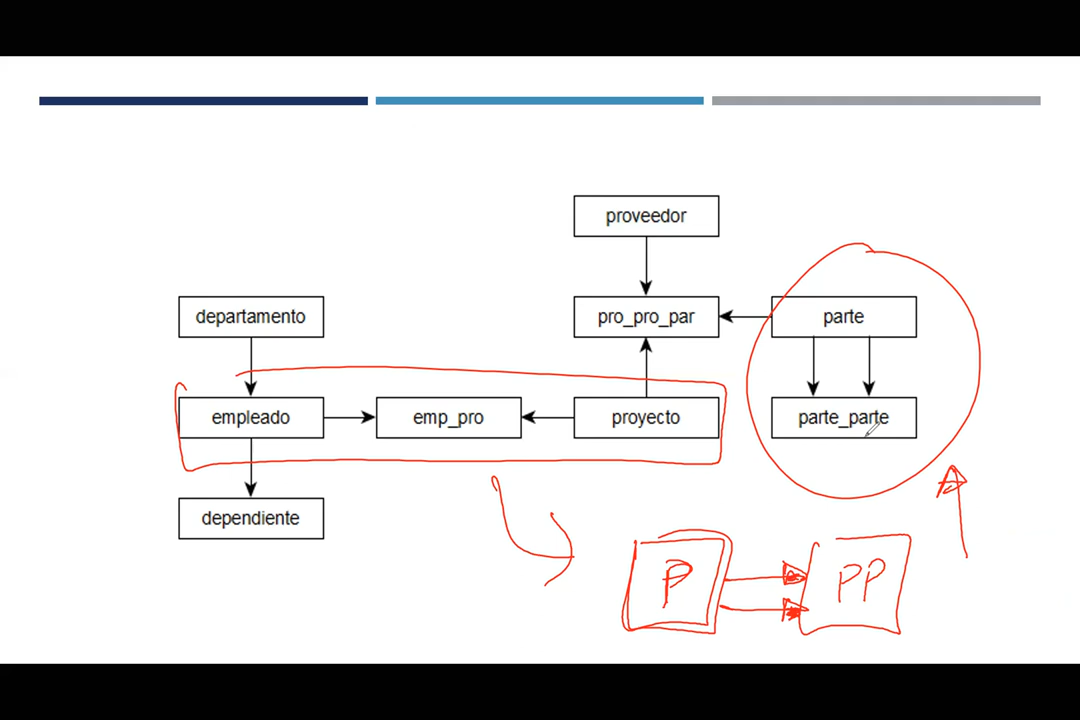 proveedor
departamento
pro_pro_par
parte
empleado
emp_pro
proyecto
parte_parte
dependiente
P
PP